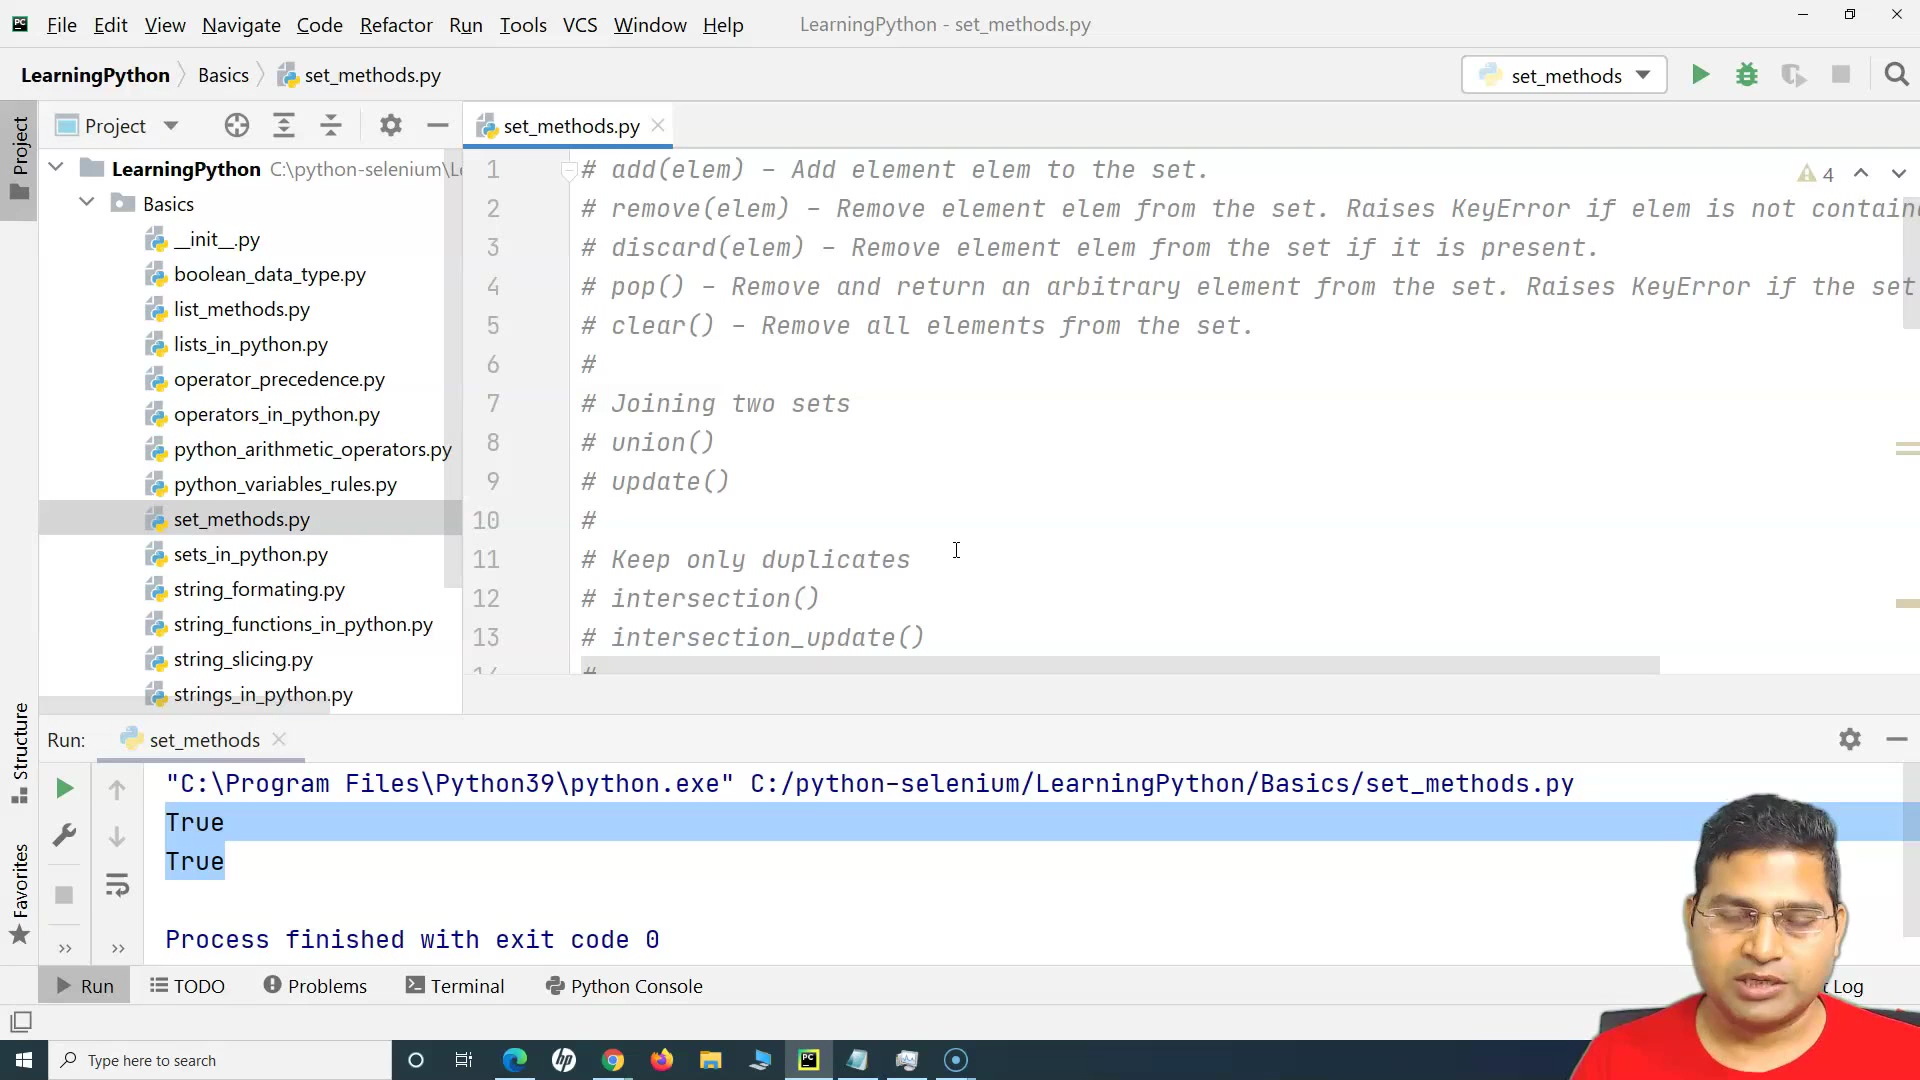 File Edit View Navigate Code Refactor Run Tools VCS Window Help LearningPython - set_methods.py
LearningPython Basics set_methods.py set_methods
Project
Project
set_methods.py
LearningPython C:\python-selenium\L
Basics
__init__.py
boolean_data_type.py
list_methods.py
lists_in_python.py
operator_precedence.py
operators_in_python.py
python_arithmetic_operators.py
python_variables_rules.py
set_methods.py
sets_in_python.py
string_formating.py
string_functions_in_python.py
string_slicing.py
strings_in_python.py
1 # add(elem) – Add element elem to the set.
2 # remove(elem) – Remove element elem from the set. Raises KeyError if elem is not contain
3 # discard(elem) – Remove element elem from the set if it is present.
4 # pop() – Remove and return an arbitrary element from the set. Raises KeyError if the set
5 # clear() – Remove all elements from the set.
6 #
7 # Joining two sets
8 # union()
9 # update()
10 #
11 # Keep only duplicates
12 # intersection()
13 # intersection_update()
14 #
4
Structure
Favorites
Run: set_methods
"C:\Program Files\Python39\python.exe" C:/python-selenium/LearningPython/Basics/set_methods.py
True
True
Process finished with exit code 0
Run TODO Problems Terminal Python Console t Log
Type here to search